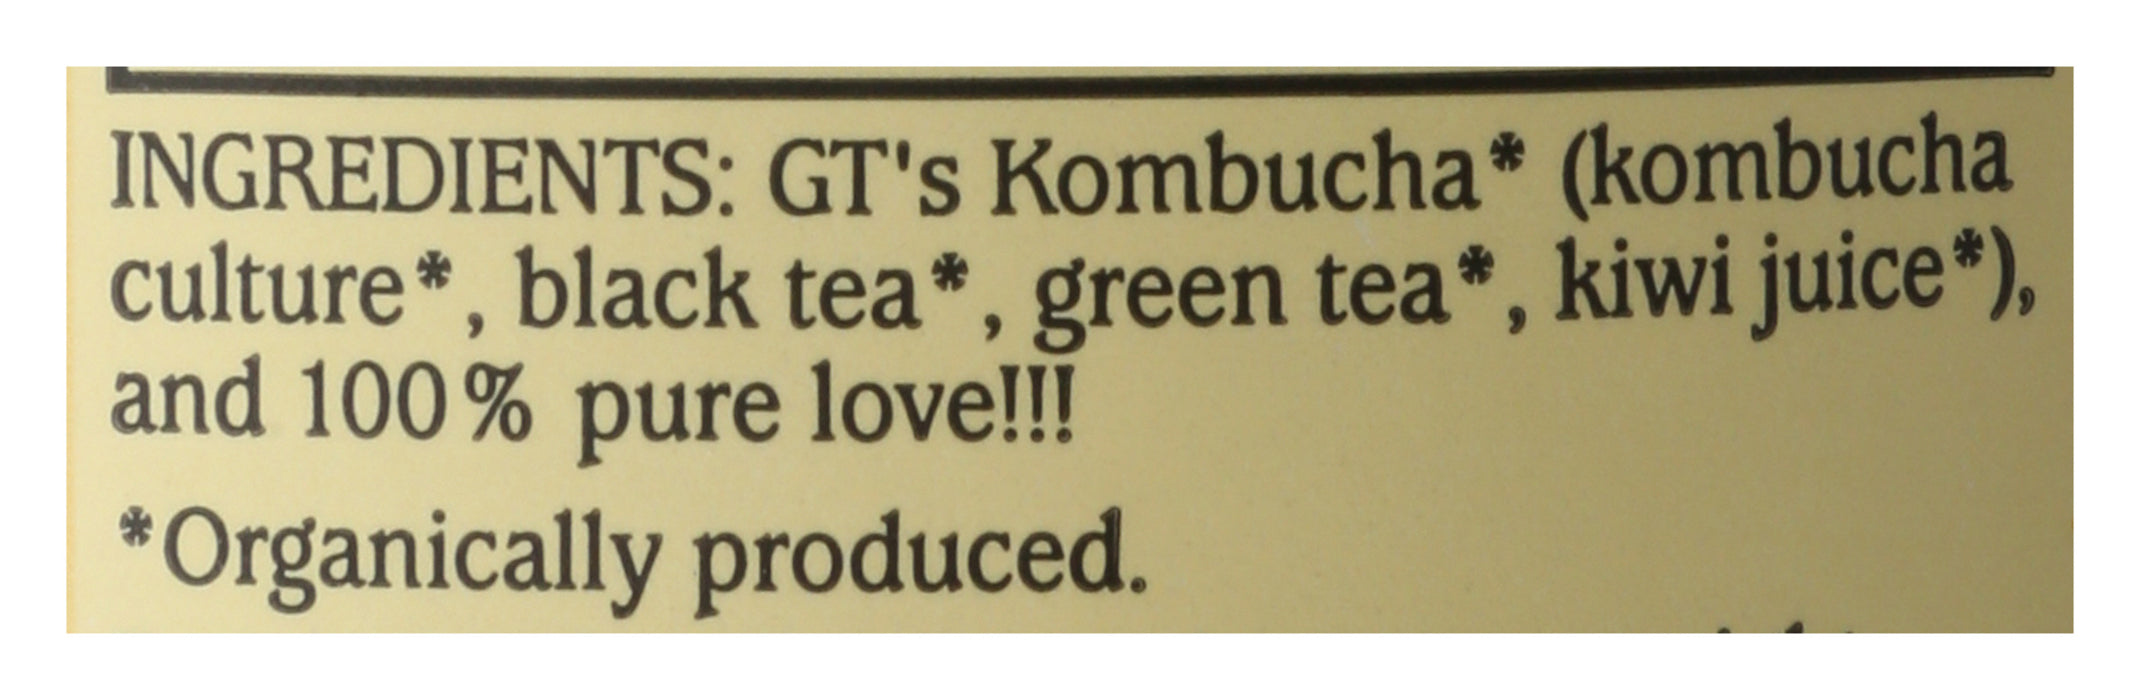 INGREDIENTS: GT's Kombucha* (kombucha
culture*, black tea*, green tea*, kiwi juice*),
and 100% pure love!!!
*Organically produced.